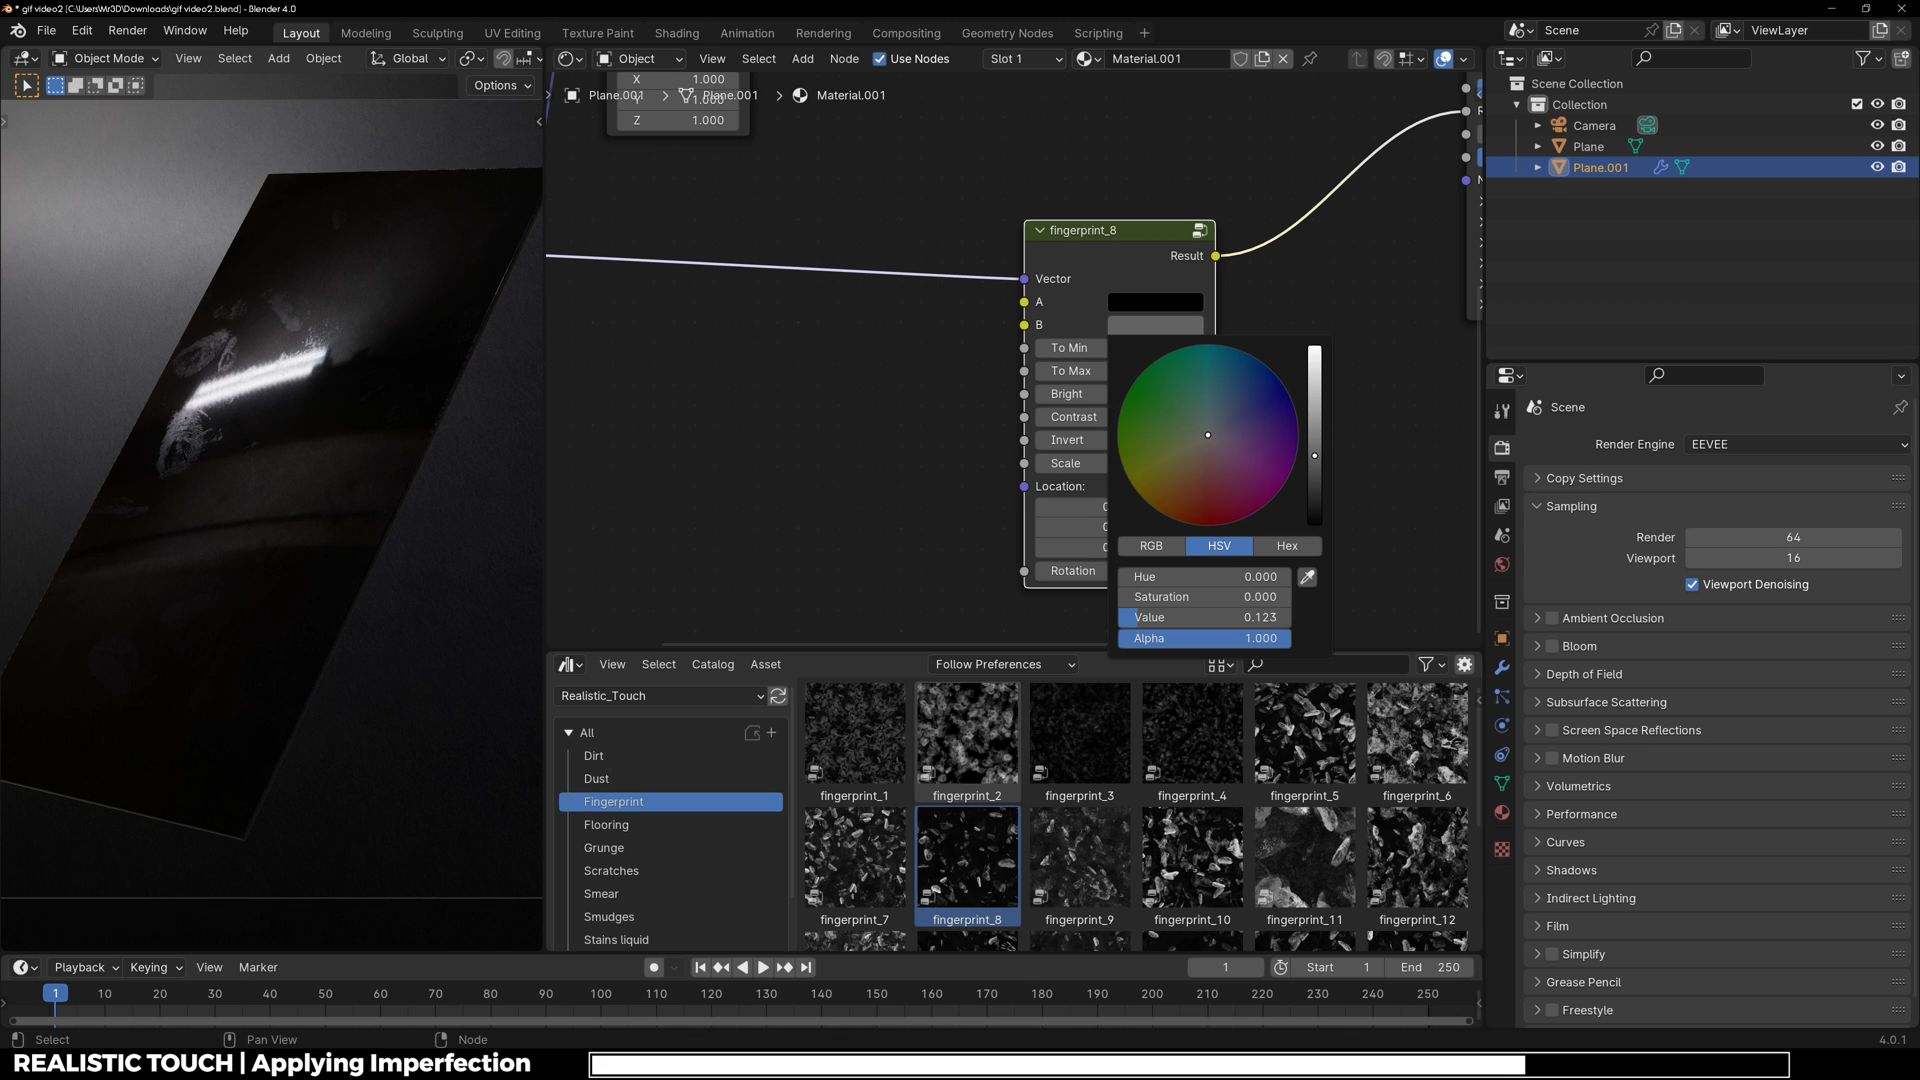 * gif video2 [C:\Users\Mr3D\Downloads\gif video2.blend] - Blender 4.0
File Edit Render Window Help Layout Modeling Sculpting UV Editing Texture Paint Shading Animation Rendering Compositing Geometry Nodes Scripting + Scene ViewLayer
Object Mode View Select Add Object Global Object View Select Add Node Use Nodes Slot 1 Material.001
Options
Plane.001 > Plane.001 > Material.001
X 1.000
Y 1.000
Z 1.000
Scene Collection
Collection
Camera
Plane
Plane.001
fingerprint_8
Result
Vector
A
B
To Min
To Max
Bright
Contrast
Invert
Scale
Location:
Rotation
RGB HSV Hex
Hue 0.000
Saturation 0.000
Value 0.123
Alpha 1.000
Scene
Render Engine EEVEE
Copy Settings
Sampling
Render 64
Viewport 16
Viewport Denoising
Ambient Occlusion
Bloom
Depth of Field
Subsurface Scattering
Screen Space Reflections
Motion Blur
Volumetrics
Performance
Curves
Shadows
Indirect Lighting
Film
Simplify
Grease Pencil
Freestyle
View Select Catalog Asset Follow Preferences
Realistic_Touch
All
Dirt
Dust
Fingerprint
Flooring
Grunge
Scratches
Smear
Smudges
Stains liquid
fingerprint_1 fingerprint_2 fingerprint_3 fingerprint_4 fingerprint_5 fingerprint_6
fingerprint_7 fingerprint_8 fingerprint_9 fingerprint_10 fingerprint_11 fingerprint_12
Playback Keying View Marker 1 Start 1 End 250
1 10 20 30 40 50 60 70 80 90 100 110 120 130 140 150 160 170 180 190 200 210 220 230 240 250
Select Pan View Node 4.0.1
REALISTIC TOUCH | Applying Imperfection